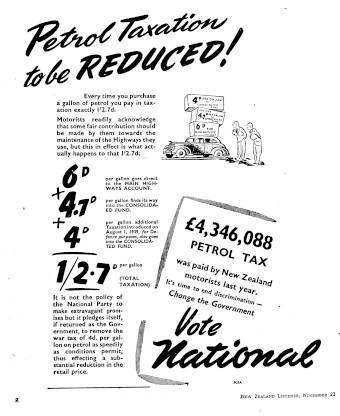 Petrol Taxation
to be REDUCED!
Every time you purchase
a gallon of petrol you pay in tax-
ation exactly 1/2.7d.
Motorists readily acknowledge
that some fair contribution should
be made by them towards the
maintenance of the Highways they
use, but this in effect is what act-
ually happens to that 1/2.7d;
6D per gallon goes direct
to the MAIN HIGH-
WAYS ACCOUNT.
+
4.7D per gallon finds its way
into the CONSOLIDA-
ED FUND.
+
4D per gallon additional
Taxation introduced on
August 1, 1939, for De-
fence purposes, also goes
into the CONSOLIDA-
TED FUND.
1/2.7D per gallon
(TOTAL
TAXATION)
It is not the policy of
the National Party to
make extravagant prom-
ises but it pledges itself,
if returned as the Gov-
ernment, to remove the
war tax of 4d. per gal-
lon on petrol as speedily
as conditions permit,
thus effecting a sub-
stantial reduction in the
retail price.
£4,346,088
PETROL TAX
was paid by New Zealand
motorists last year.
It's time to end discrimination —
Change the Government
Vote
National
2
NEW ZEALAND LISTENER, NOVEMBER 22